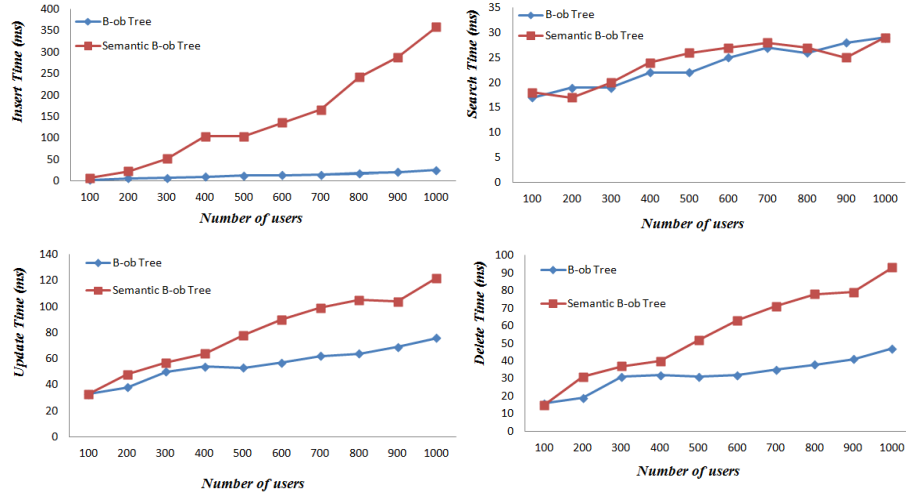 Insert Time (ms)
400
350
300
250
200
150
100
50
0
B-ob Tree
Semantic B-ob Tree
100 200 300 400 500 600 700 800 900 1000
Number of users
Search Time (ms)
35
30
25
20
15
10
5
0
B-ob Tree
Semantic B-ob Tree
100 200 300 400 500 600 700 800 900 1000
Number of users
Update Time (ms)
140
120
100
80
60
40
20
0
B-ob Tree
Semantic B-ob Tree
100 200 300 400 500 600 700 800 900 1000
Number of users
Delete Time (ms)
100
90
80
70
60
50
40
30
20
10
0
B-ob Tree
Semantic B-ob Tree
100 200 300 400 500 600 700 800 900 1000
Number of users